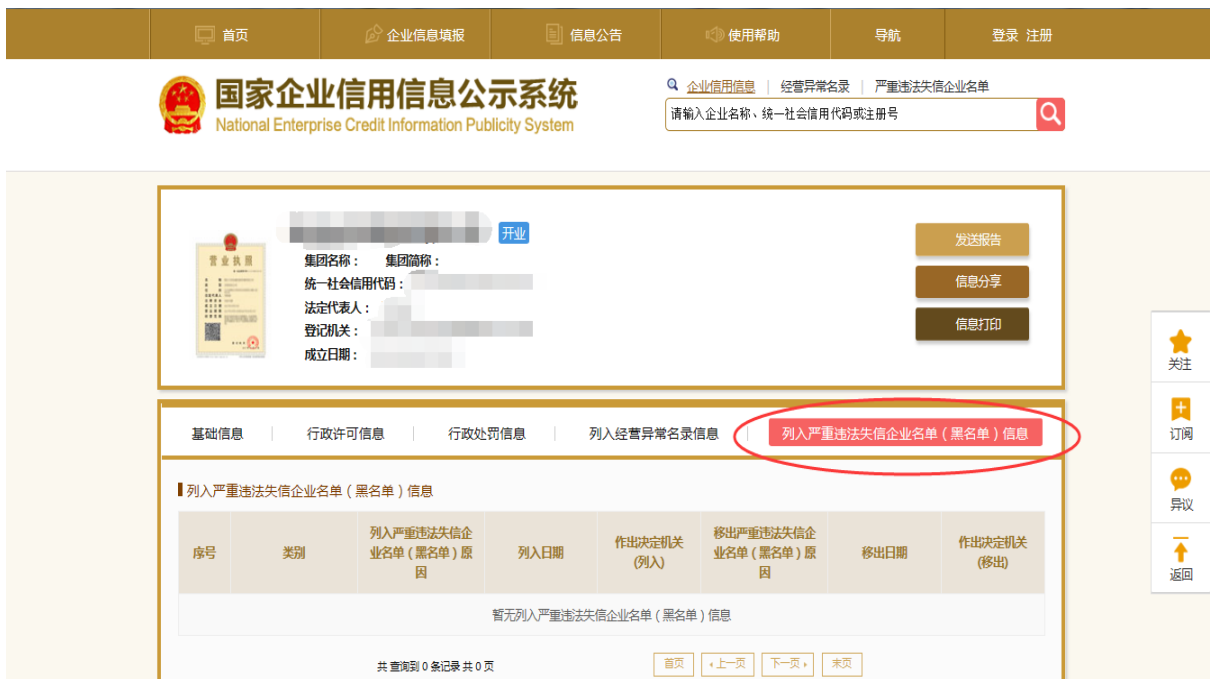 首页 企业信息填报 信息公告 使用帮助 导航 登录 注册
国家企业信用信息公示系统
National Enterprise Credit Information Publicity System
企业信用信息 | 经营异常名录 | 严重违法失信企业名单
请输入企业名称、统一社会信用代码或注册号
开业
营业执照
集团名称： 集团简称：
统一社会信用代码：
法定代表人：
登记机关：
成立日期：
发送报告
信息分享
信息打印
关注
订阅
异议
返回
基础信息 | 行政许可信息 | 行政处罚信息 | 列入经营异常名录信息 | 列入严重违法失信企业名单（黑名单）信息
列入严重违法失信企业名单（黑名单）信息
序号 类别 列入严重违法失信企业名单（黑名单）原因 列入日期 作出决定机关(列入) 移出严重违法失信企业名单（黑名单）原因 移出日期 作出决定机关(移出)
暂无列入严重违法失信企业名单（黑名单）信息
共 查询到 0 条记录 共 0 页 首页 上一页 下一页 末页